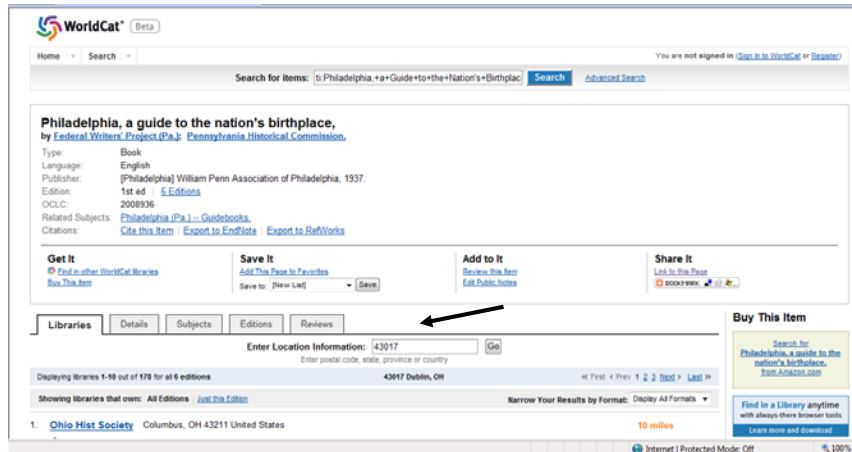 WorldCat® Beta
Home Search You are not signed in (Sign in to WorldCat or Register)
Search for items: ti:Philadelphia,+a+Guide+to+the+Nation's+Birthplac Search Advanced Search
Philadelphia, a guide to the nation's birthplace,
by Federal Writers' Project (Pa.); Pennsylvania Historical Commission.
Type: Book
Language: English
Publisher: [Philadelphia] William Penn Association of Philadelphia, 1937.
Edition: 1st ed | 6 Editions
OCLC: 2008936
Related Subjects: Philadelphia (Pa.) -- Guidebooks.
Citations: Cite this Item | Export to EndNote | Export to RefWorks
Get It Save It Add to It Share It
Find in other WorldCat libraries Add This Page to Favorites Review this Item Link to this Page
Buy This Item Save to: [New List] Save Edit Public Notes BOOKMARK
Libraries Details Subjects Editions Reviews Buy This Item
Enter Location Information: 43017 Go
Enter postal code, state, province or country
Search for
Philadelphia, a guide to the
nation's birthplace,
from Amazon.com
Displaying libraries 1-10 out of 178 for all 6 editions 43017 Dublin, OH « First < Prev 1 2 3 Next > Last »
Showing libraries that own: All Editions | Just this Edition Narrow Your Results by Format: Display All Formats
Find in a Library anytime
with always-there browser tools
Learn more and download
1. Ohio Hist Society Columbus, OH 43211 United States 10 miles
Internet | Protected Mode: Off 100%